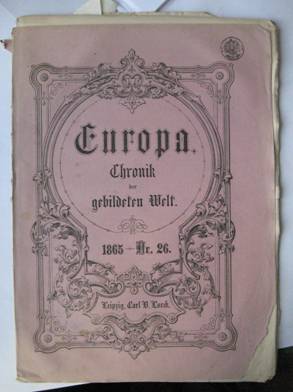 Europa.
Chronik
der
gebildeten Welt.
1865 – Nr. 26.
Leipzig, Carl B. Lorck.